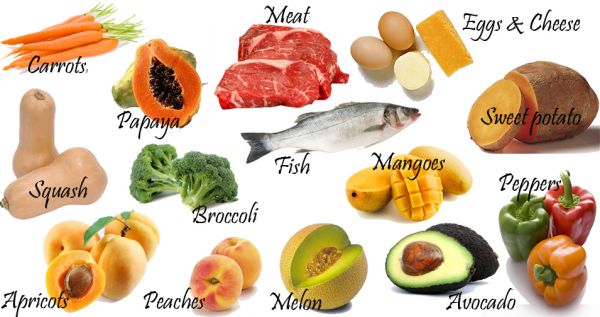 Meat
Eggs & Cheese
Carrots
Papaya
Sweet potato
Fish
Mangoes
Squash
Broccoli
Peppers
Apricots
Peaches
Melon
Avocado